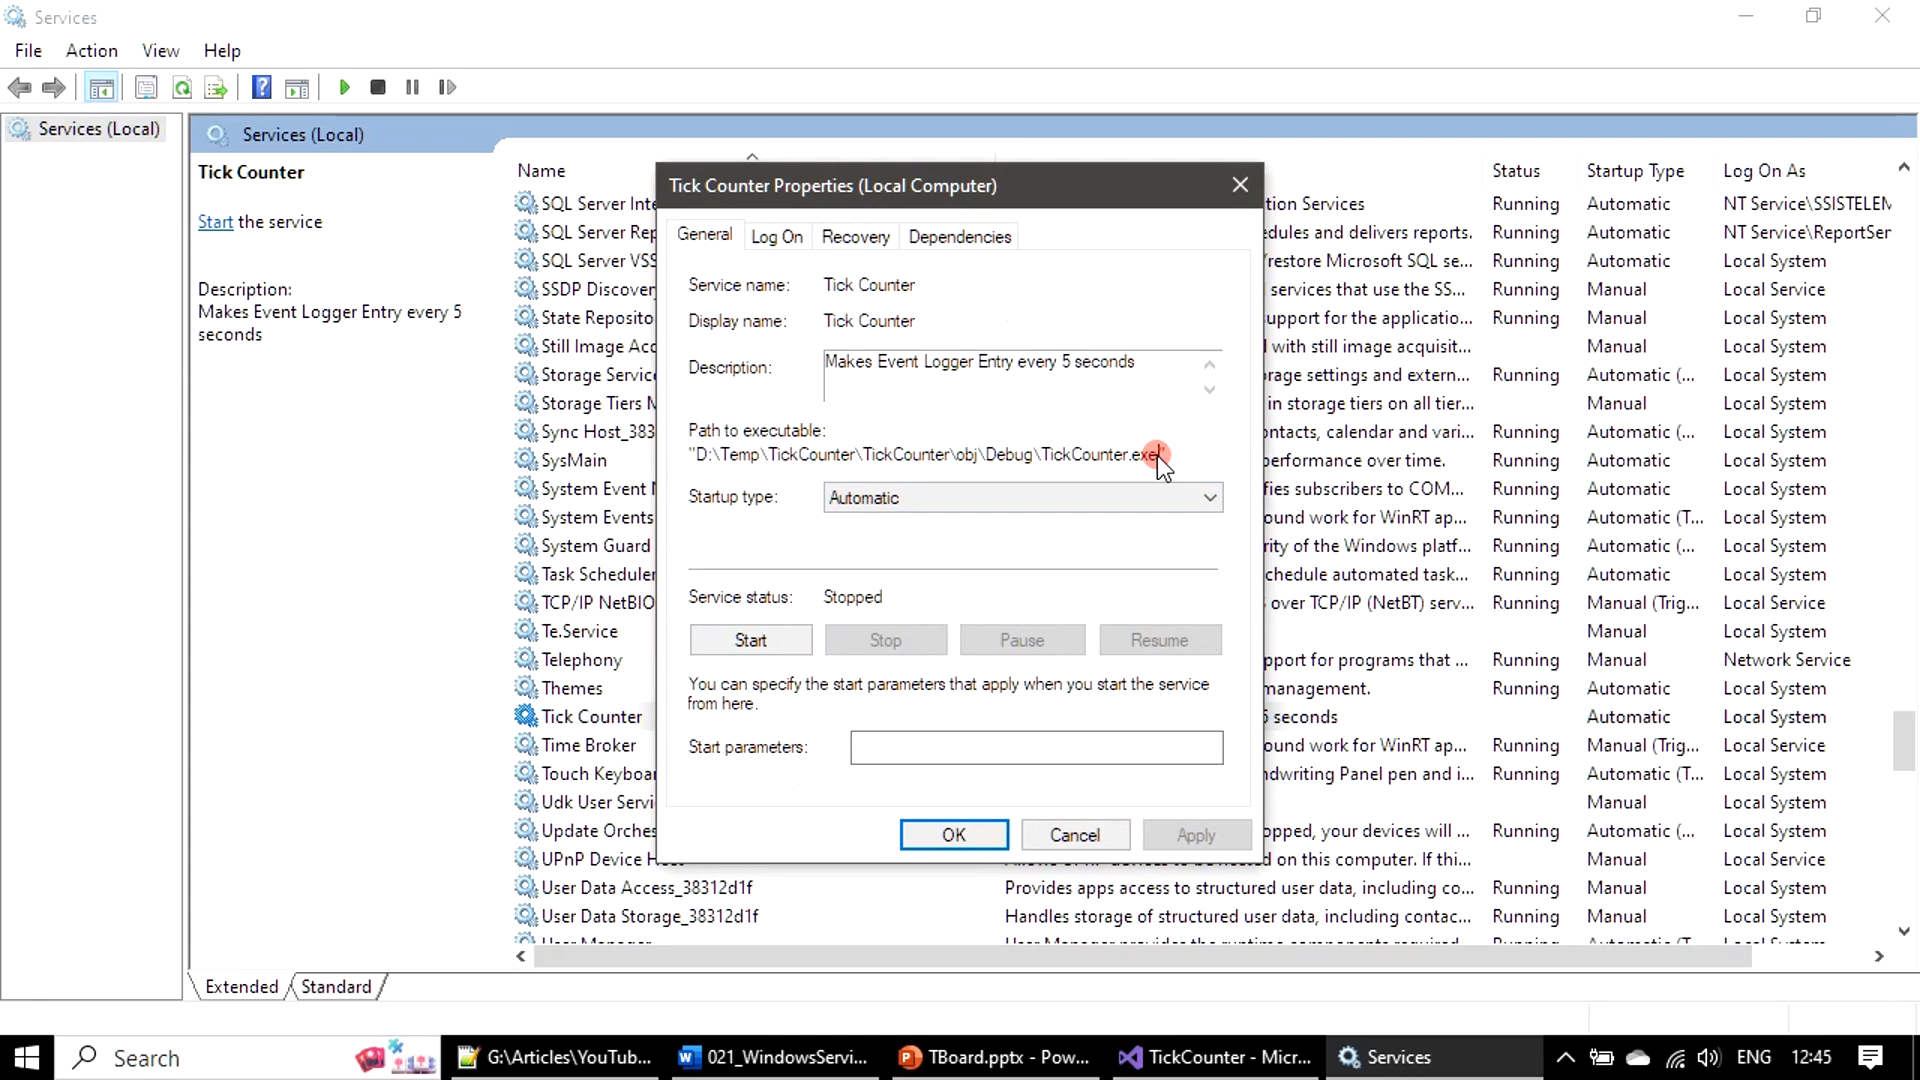 Services
File Action View Help
Services (Local)
Services (Local)
Tick Counter
Start the service
Description:
Makes Event Logger Entry every 5
seconds
Name Status Startup Type Log On As
SQL Server Inte tion Services Running Automatic NT Service\SSISTELEM
SQL Server Rep edules and delivers reports. Running Automatic NT Service\ReportSer
SQL Server VSS /restore Microsoft SQL se... Running Automatic Local System
SSDP Discovery services that use the SS... Running Manual Local Service
State Reposito support for the applicatio... Running Manual Local System
Still Image Acq with still image acquisit... Running Manual Local System
Storage Service rage settings and extern... Running Automatic (... Local System
Storage Tiers M in storage tiers on all tier... Manual Local System
Sync Host_383 ontacts, calendar and vari... Running Automatic Local System
SysMain performance over time. Running Automatic Local System
System Event N fies subscribers to COM... Running Automatic Local System
System Events ound work for WinRT ap... Running Automatic (T... Local System
System Guard rity of the Windows platf... Running Automatic (... Local System
Task Scheduler chedule automated task... Running Automatic Local System
TCP/IP NetBIO over TCP/IP (NetBT) serv... Running Manual (Trig... Local Service
Te.Service Manual Local System
Telephony pport for programs that ... Running Manual Network Service
Themes management. Running Automatic Local System
Tick Counter 5 seconds Automatic Local System
Time Broker ound work for WinRT ap... Running Manual (Trig... Local Service
Touch Keyboar ndwriting Panel pen and i... Running Automatic (T... Local System
Udk User Servi Manual Local System
Update Orches opped, your devices will ... Running Automatic (... Local System
UPnP Device H on this computer. If thi... Running Manual Local Service
User Data Access_38312d1f Provides apps access to structured user data, including co... Running Manual Local System
User Data Storage_38312d1f Handles storage of structured user data, including contac... Running Manual Local System
Tick Counter Properties (Local Computer)
General Log On Recovery Dependencies
Service name: Tick Counter
Display name: Tick Counter
Description: Makes Event Logger Entry every 5 seconds
Path to executable:
"D:\Temp\TickCounter\TickCounter\obj\Debug\TickCounter.exe"
Startup type: Automatic
Service status: Stopped
Start Stop Pause Resume
You can specify the start parameters that apply when you start the service
from here.
Start parameters:
OK Cancel Apply
Extended Standard
Search G:\Articles\YouTub... 021_WindowsServi... TBoard.pptx - Pow... TickCounter - Micr... Services ENG 12:45